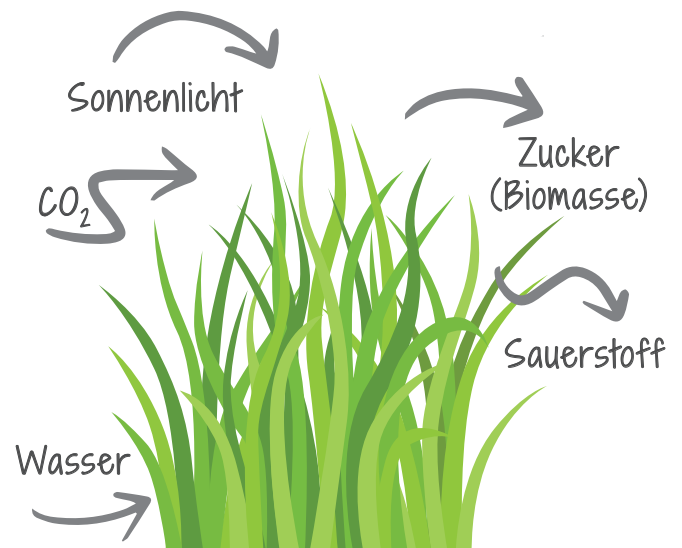 Sonnenlicht
CO₂
Zucker
(Biomasse)
Sauerstoff
Wasser